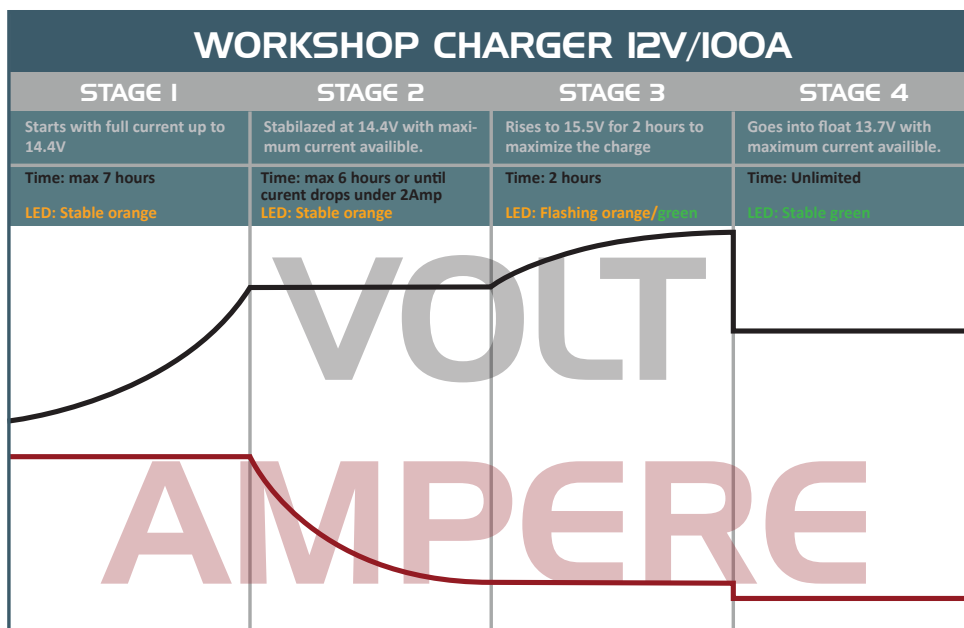 WORKSHOP CHARGER 12V/100A
STAGE 1
STAGE 2
STAGE 3
STAGE 4
Starts with full current up to
14.4V
Stabilazed at 14.4V with maxi-
mum current availible.
Rises to 15.5V for 2 hours to
maximize the charge
Goes into float 13.7V with
maximum current availible.
Time: max 7 hours
LED: Stable orange
Time: max 6 hours or until
curent drops under 2Amp
LED: Stable orange
Time: 2 hours
LED: Flashing orange/green
Time: Unlimited
LED: Stable green
VOLT
AMPERE